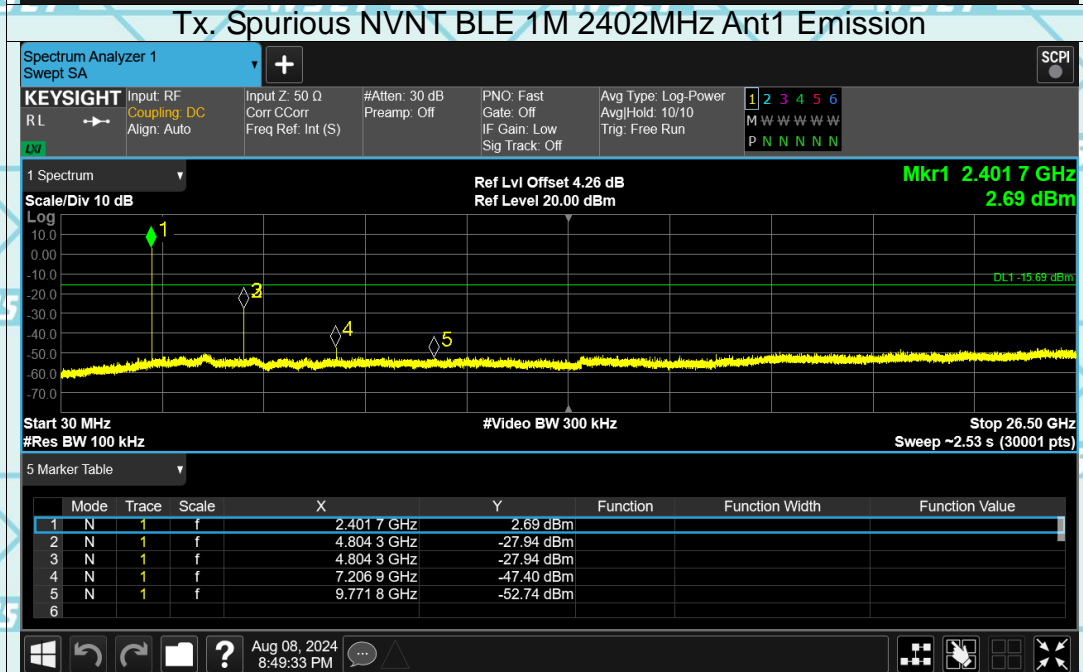 Tx. Spurious NVNT BLE 1M 2402MHz Ant1 Emission
Spectrum Analyzer 1
Swept SA
+
SCPI
KEYSIGHT Input: RF Input Z: 50 Ω #Atten: 30 dB PNO: Fast Avg Type: Log-Power 1 2 3 4 5 6
R L Coupling: DC Corr CCorr Preamp: Off Gate: Off Avg|Hold: 10/10 M W W W W W
Align: Auto Freq Ref: Int (S) IF Gain: Low Trig: Free Run
LXI Sig Track: Off P N N N N N
1 Spectrum Ref Lvl Offset 4.26 dB Mkr1 2.401 7 GHz
Scale/Div 10 dB Ref Level 20.00 dBm 2.69 dBm
Log
10.0
0.00
-10.0
-20.0
-30.0
-40.0
-50.0
-60.0
-70.0
1
3
4
5
DL1 -15.69 dBm
Start 30 MHz #Video BW 300 kHz Stop 26.50 GHz
#Res BW 100 kHz Sweep ~2.53 s (30001 pts)
5 Marker Table
Mode Trace Scale X Y Function Function Width Function Value
1 N 1 f 2.401 7 GHz 2.69 dBm
2 N 1 f 4.804 3 GHz -27.94 dBm
3 N 1 f 4.804 3 GHz -27.94 dBm
4 N 1 f 7.206 9 GHz -47.40 dBm
5 N 1 f 9.771 8 GHz -52.74 dBm
6
? Aug 08, 2024
8:49:33 PM